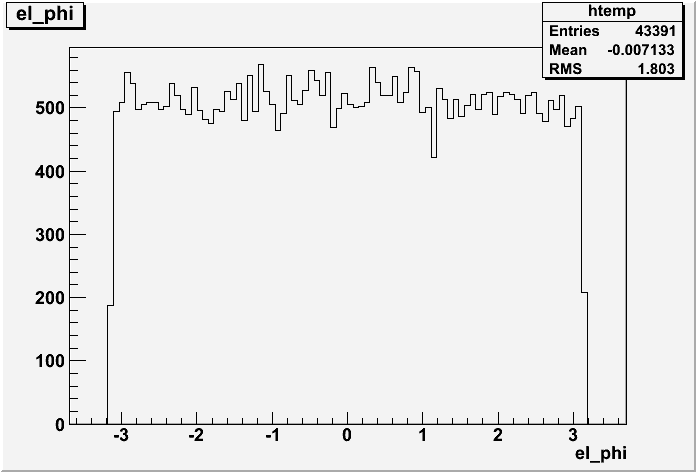 el_phi
htemp
Entries 43391
Mean -0.007133
RMS 1.803
500
400
300
200
100
0
-3 -2 -1 0 1 2 3
el_phi